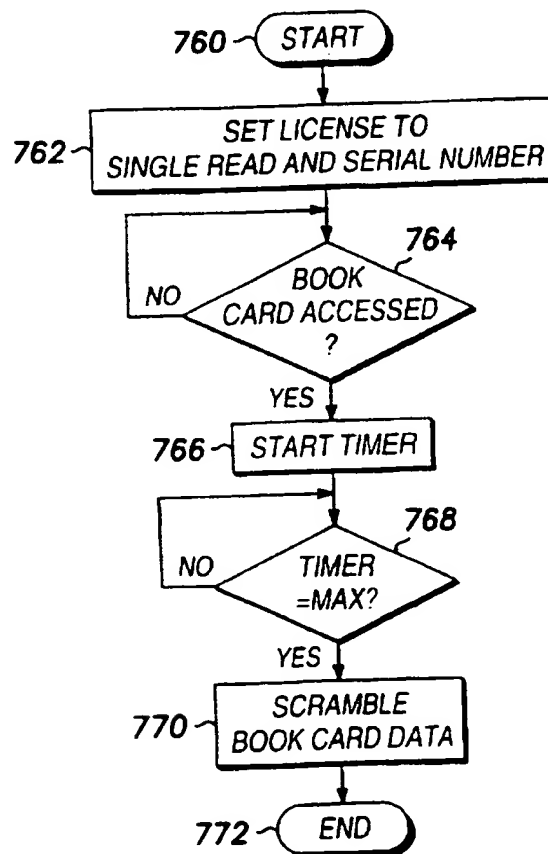 760 START
762 SET LICENSE TO
SINGLE READ AND SERIAL NUMBER
764
BOOK
CARD ACCESSED
?
NO
YES
766 START TIMER
768
TIMER
=MAX?
NO
YES
770 SCRAMBLE
BOOK CARD DATA
772 END